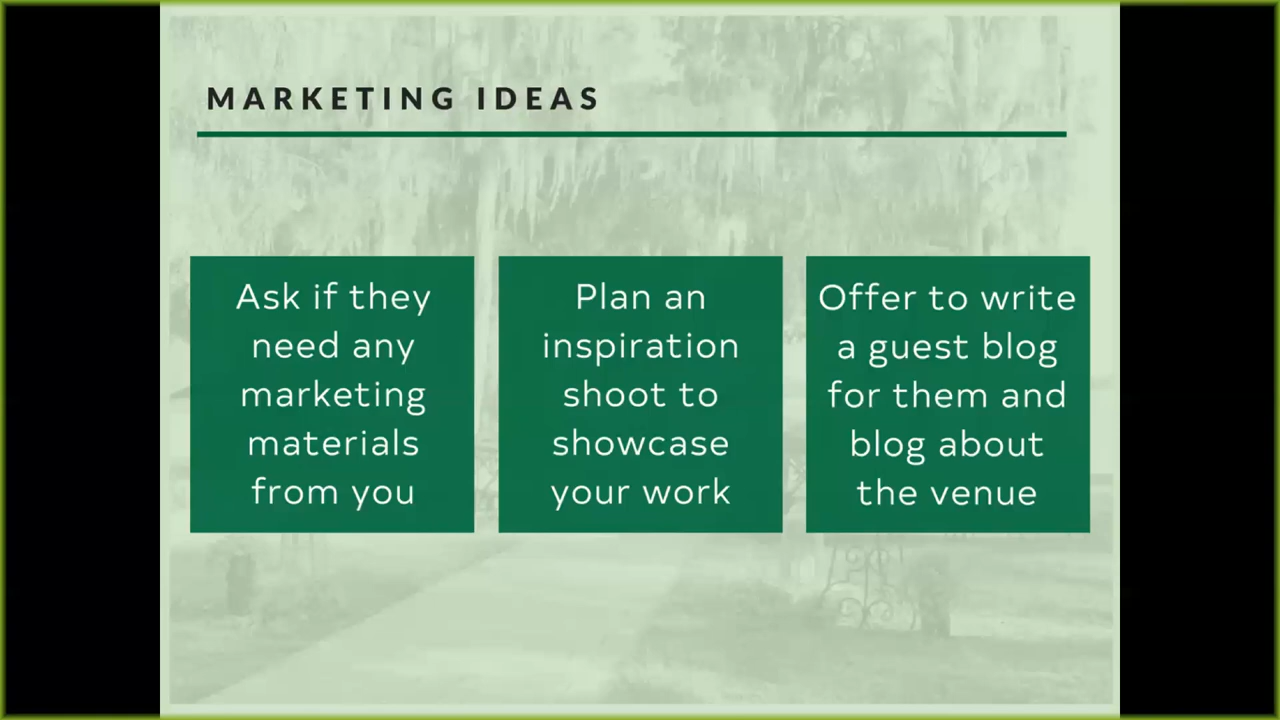 MARKETING IDEAS
Ask if they
need any
marketing
materials
from you
Plan an
inspiration
shoot to
showcase
your work
Offer to write
a guest blog
for them and
blog about
the venue